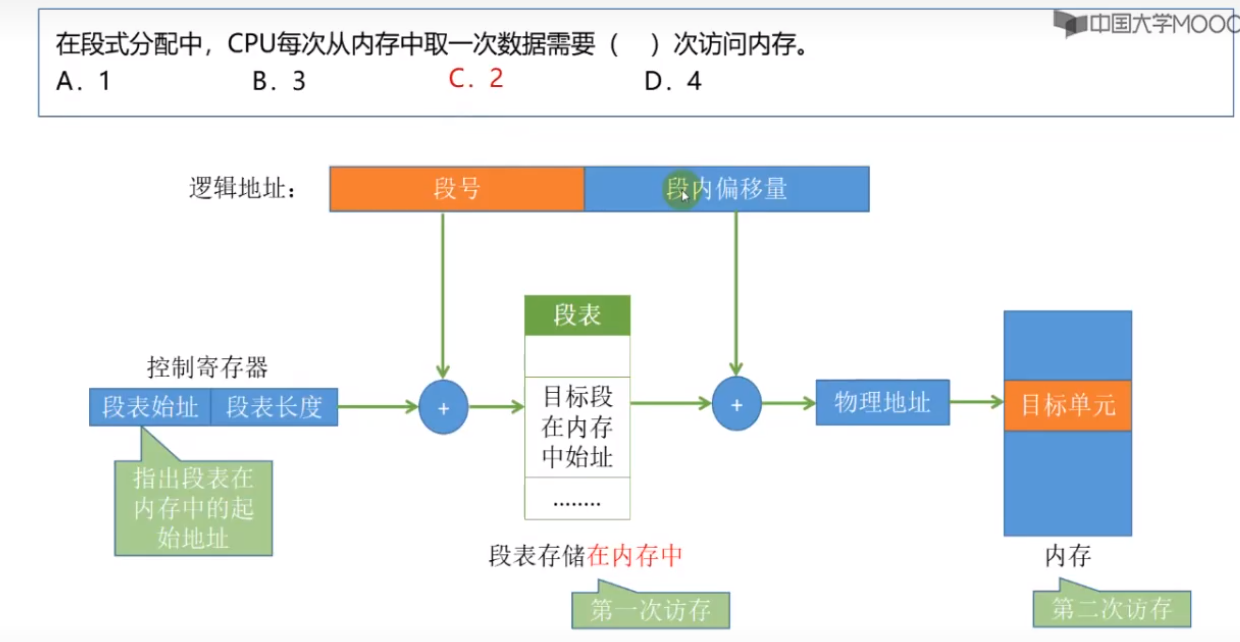 中国大学MOOC
在段式分配中，CPU每次从内存中取一次数据需要（　）次访问内存。
A．1 B．3 C．2 D．4
逻辑地址： 段号 段内偏移量
段表
控制寄存器
段表始址 段表长度
+
目标段
在内存
中始址
+
物理地址
目标单元
指出段表在
内存中的起
始地址
........
段表存储在内存中
内存
第一次访存
第二次访存